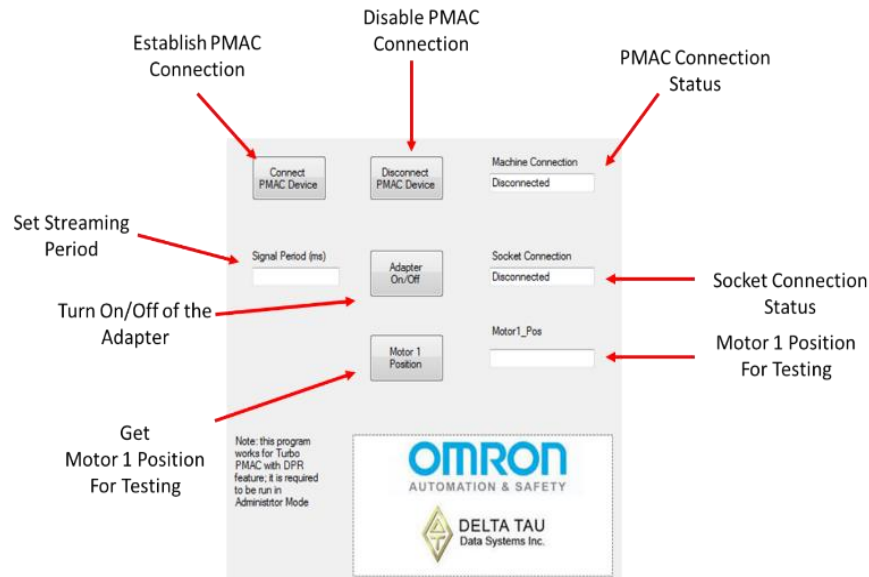 Disable PMAC
Connection
Establish PMAC
Connection
PMAC Connection
Status
Connect
PMAC Device
Disconnect
PMAC Device
Machine Connection
Disconnected
Set Streaming
Period
Signal Period (ms)
Adapter
On/Off
Socket Connection
Disconnected
Socket Connection
Status
Turn On/Off of the
Adapter
Motor 1
Position
Motor1_Pos
Motor 1 Position
For Testing
Get
Motor 1 Position
For Testing
Note: this program
works for Turbo
PMAC with DPR
feature; it is required
to be run in
Administrtor Mode
OMRON
AUTOMATION & SAFETY
DELTA TAU
Data Systems Inc.